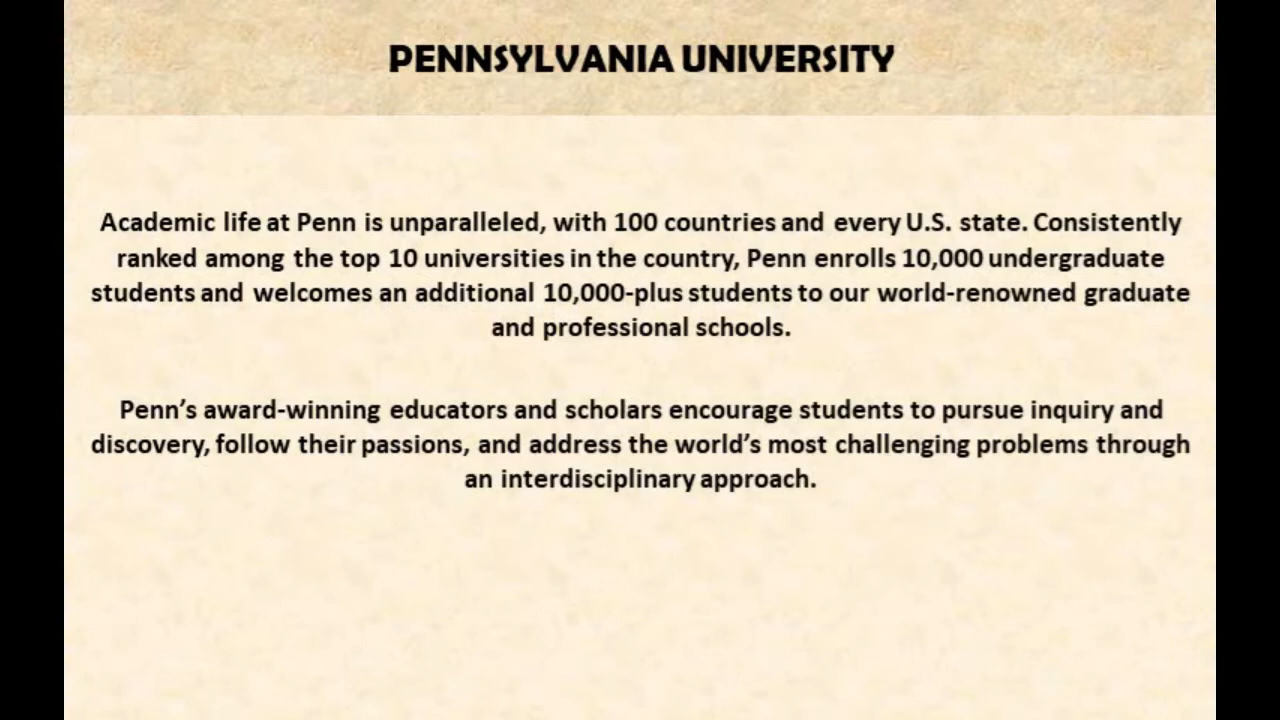 PENNSYLVANIA UNIVERSITY
Academic life at Penn is unparalleled, with 100 countries and every U.S. state. Consistently
ranked among the top 10 universities in the country, Penn enrolls 10,000 undergraduate
students and welcomes an additional 10,000-plus students to our world-renowned graduate
and professional schools.
Penn’s award-winning educators and scholars encourage students to pursue inquiry and
discovery, follow their passions, and address the world’s most challenging problems through
an interdisciplinary approach.